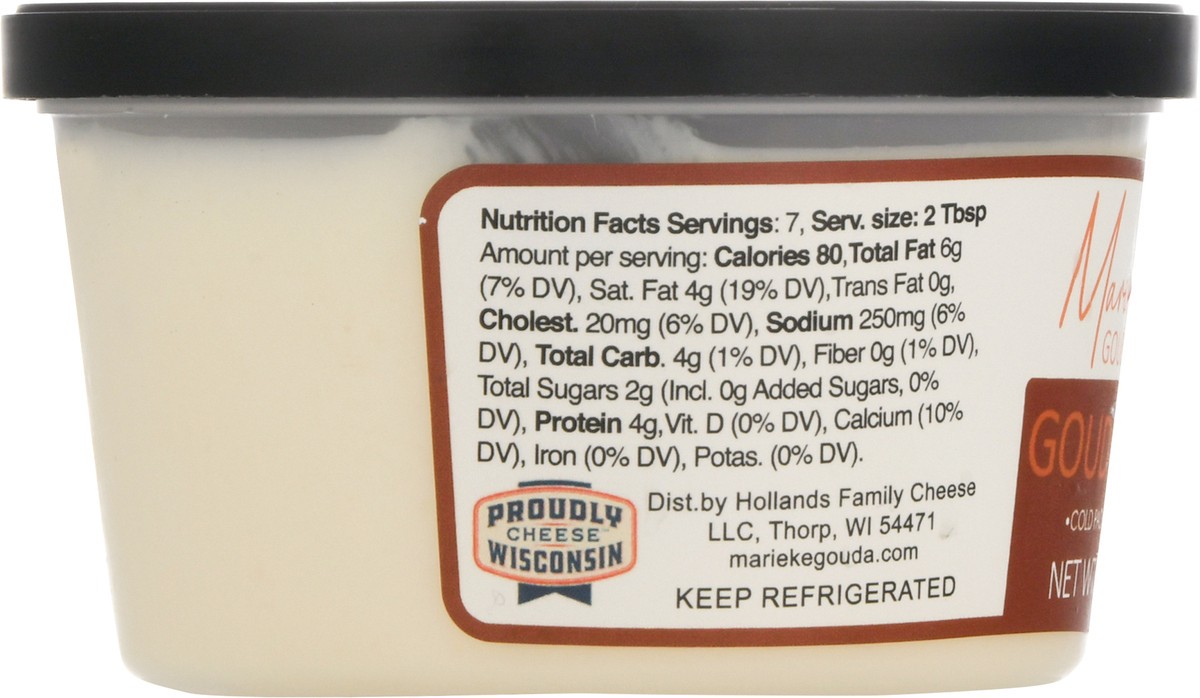 Nutrition Facts Servings: 7, Serv. size: 2 Tbsp
Amount per serving: Calories 80, Total Fat 6g
(7% DV), Sat. Fat 4g (19% DV), Trans Fat 0g,
Cholest. 20mg (6% DV), Sodium 250mg (6%
DV), Total Carb. 4g (1% DV), Fiber 0g (1% DV),
Total Sugars 2g (Incl. 0g Added Sugars, 0%
DV), Protein 4g, Vit. D (0% DV), Calcium (10%
DV), Iron (0% DV), Potas. (0% DV).
PROUDLY
CHEESE™
WISCONSIN
Dist.by Hollands Family Cheese
LLC, Thorp, WI 54471
mariekegouda.com
KEEP REFRIGERATED
•COLD
NET